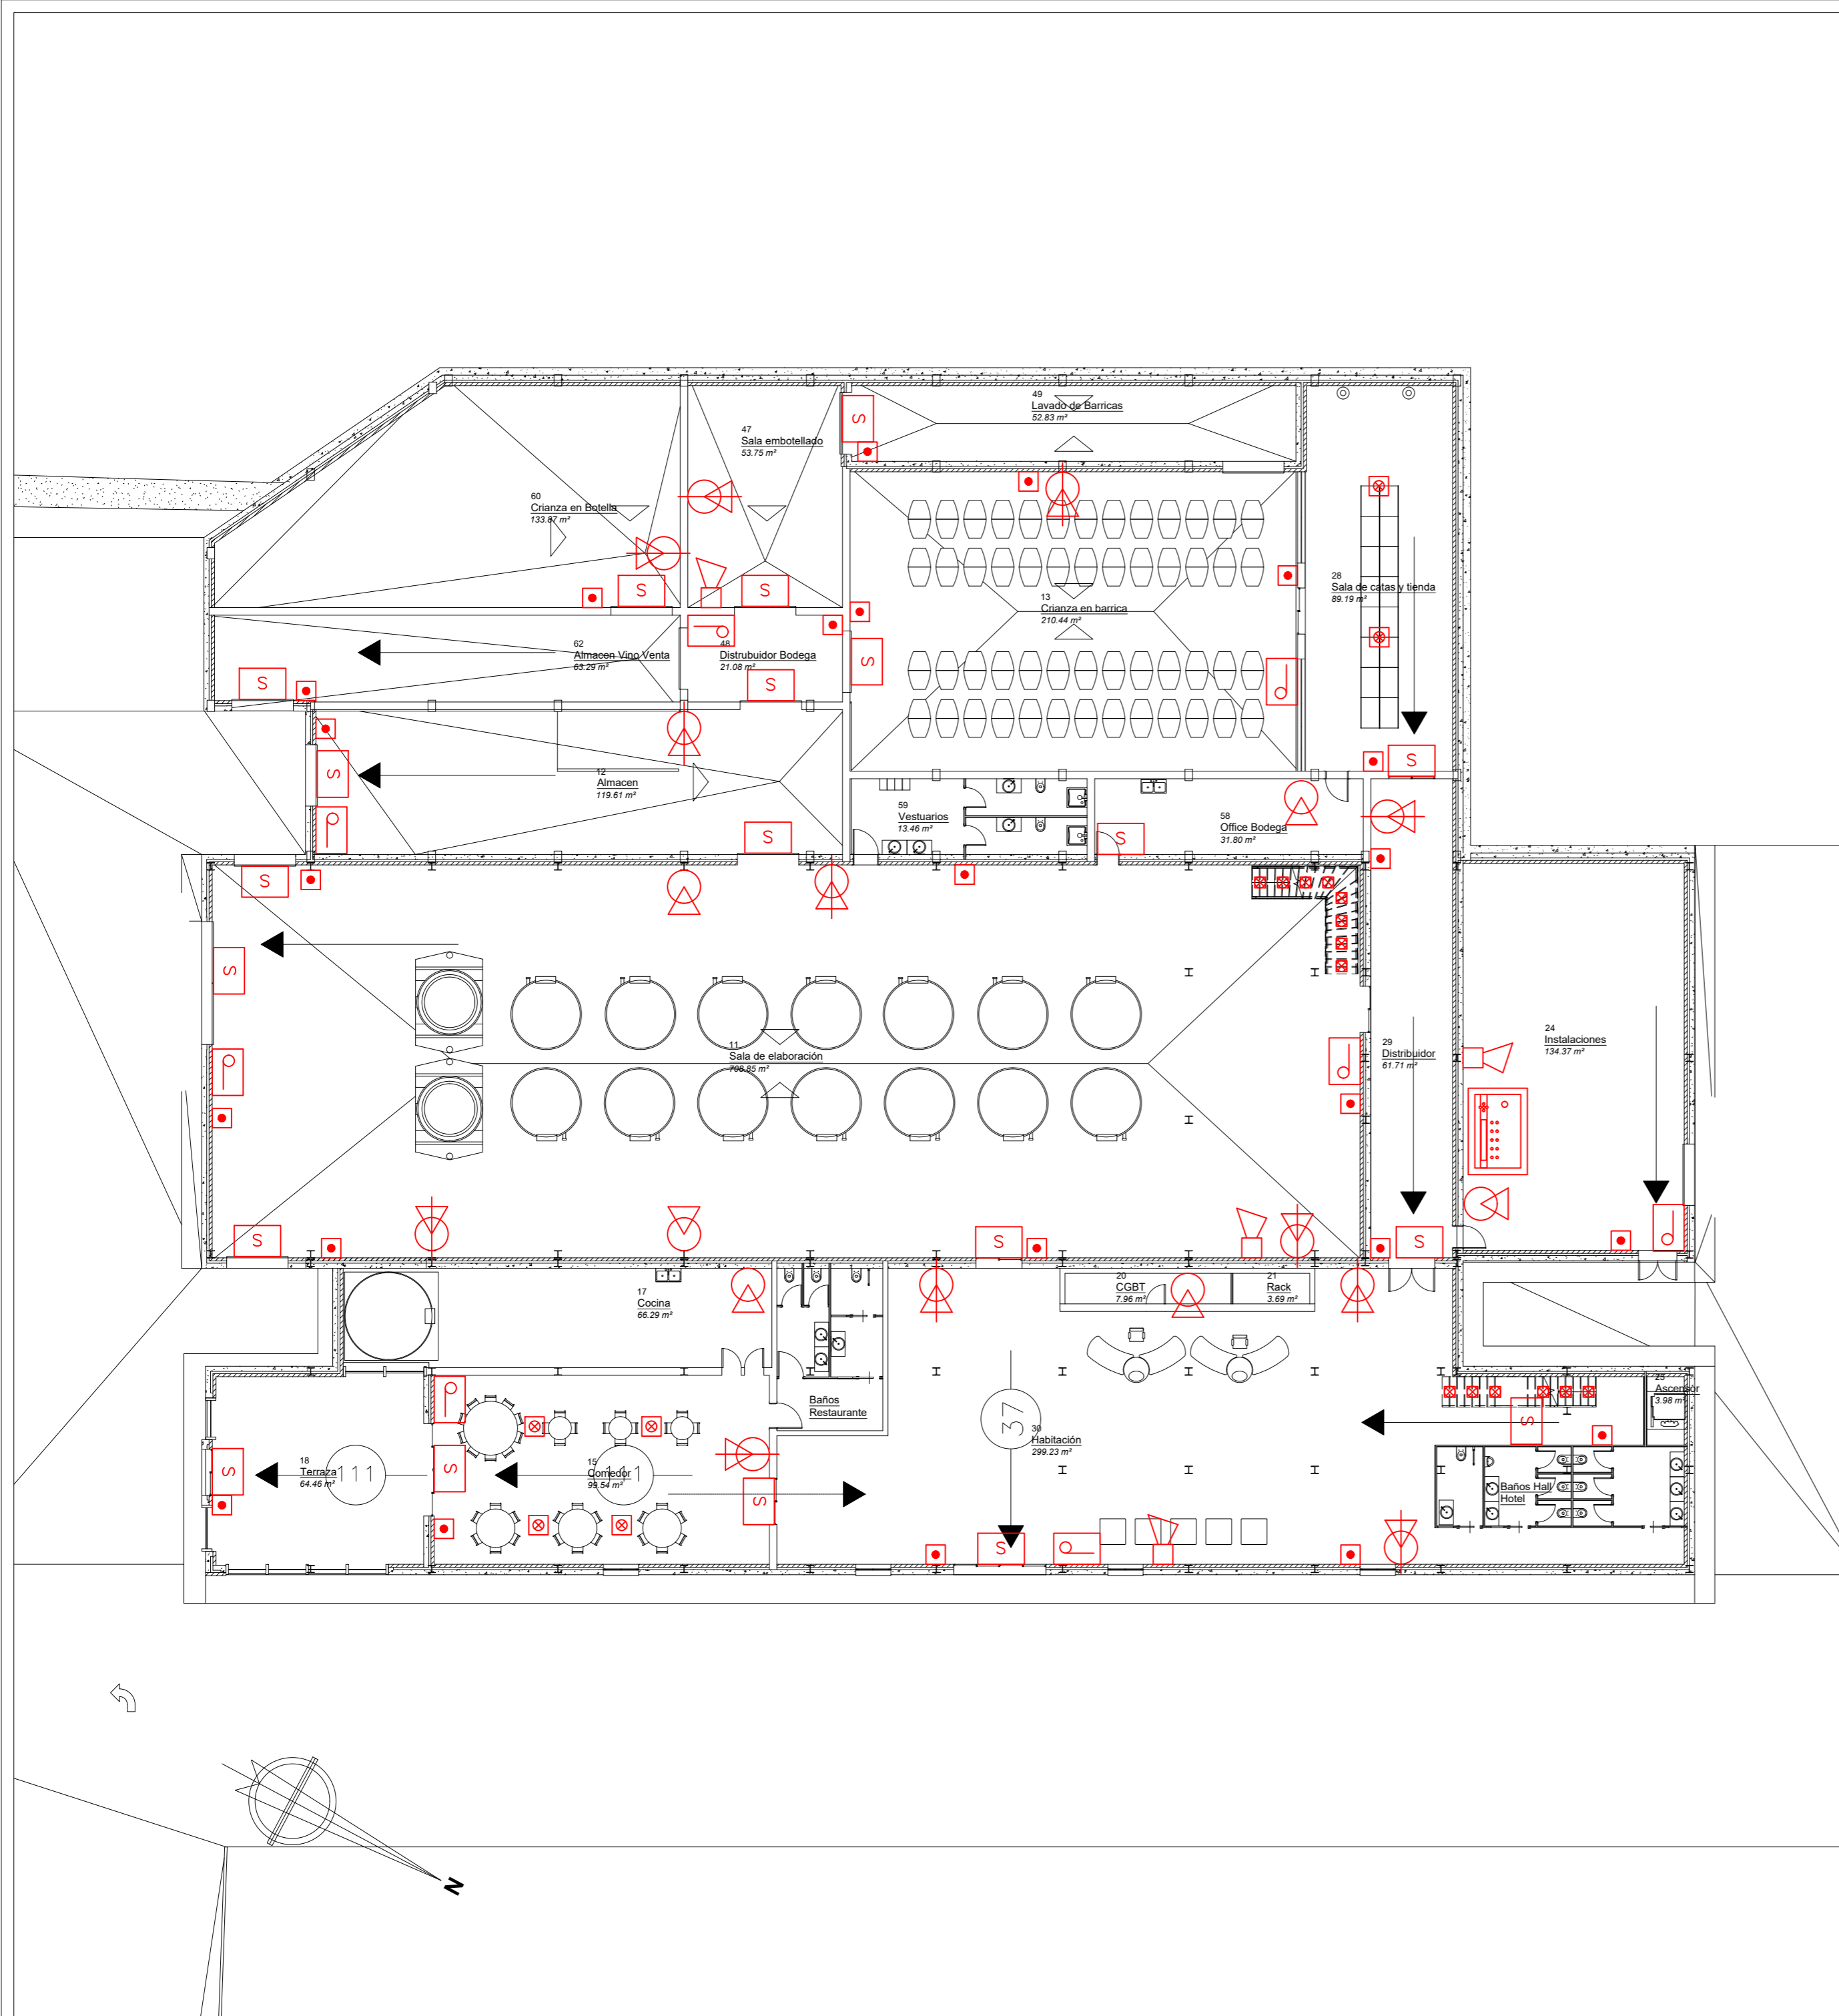 49
Lavado de Barricas
52.83 m²
47
Sala embotellado
53.75 m²
S
60
Crianza en Botella
133.87 m²
28
Sala de catas y tienda
89.19 m²
S
S
13
Crianza en barrica
210.44 m²
62
Almacen Vino Venta
63.29 m²
48
Distrubuidor Bodega
21.08 m²
S
S
S
12
Almacen
119.61 m²
S
S
59
Vestuarios
13.46 m²
58
Office Bodega
31.80 m²
S
S
S
S
11
Sala de elaboración
708.85 m²
29
Distribuidor
61.71 m²
24
Instalaciones
134.37 m²
S
S
S
17
Cocina
66.29 m²
20
CGBT
7.96 m²
21
Rack
3.69 m²
25
Ascensor
3.98 m²
Baños
Restaurante
37
30
Habitación
299.23 m²
S
18
Terraza
64.46 m²
111
15
Comedor
99.54 m²
111
S
S
S
Baños Hall
Hotel
S
N